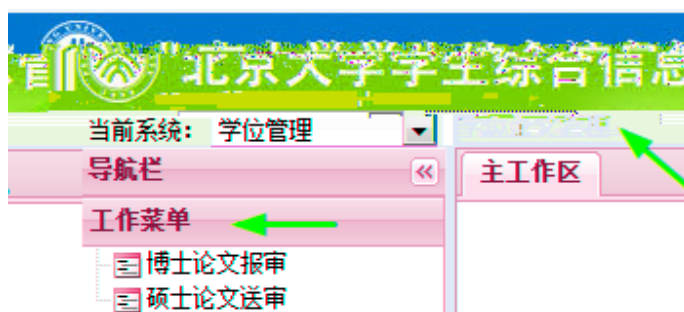 北京大学学生综合信息
当前系统: 学位管理
导航栏
主工作区
工作菜单
博士论文报审
硕士论文送审